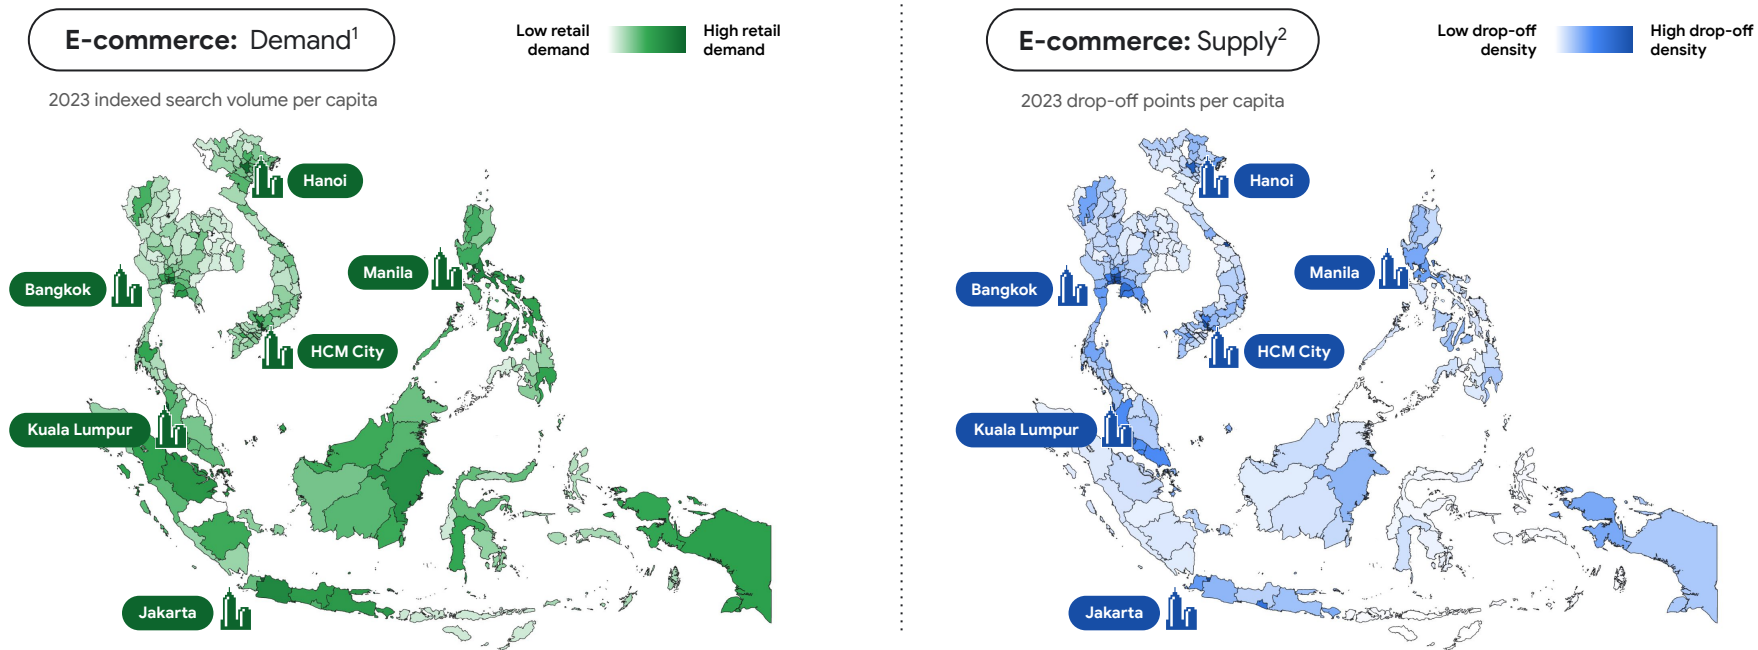 E-commerce: Demand¹
Low retail
demand
High retail
demand
2023 indexed search volume per capita
Hanoi
Manila
Bangkok
HCM City
Kuala Lumpur
Jakarta
E-commerce: Supply²
Low drop-off
density
High drop-off
density
2023 drop-off points per capita
Hanoi
Manila
Bangkok
HCM City
Kuala Lumpur
Jakarta